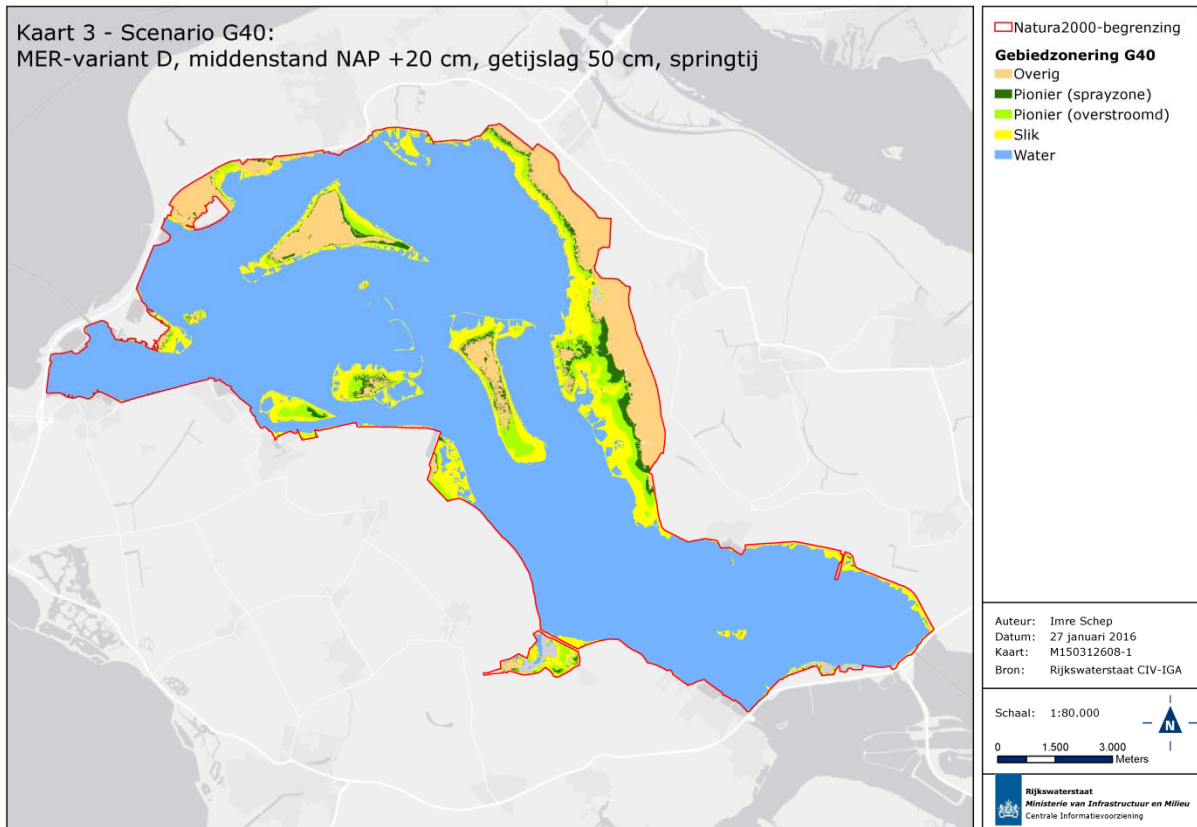 Kaart 3 - Scenario G40:
MER-variant D, middenstand NAP +20 cm, getijslag 50 cm, springtij
Natura2000-begrenzing
Gebiedzonering G40
Overig
Pionier (sprayzone)
Pionier (overstroomd)
Slik
Water
Auteur: Imre Schep
Datum: 27 januari 2016
Kaart: M150312608-1
Bron: Rijkswaterstaat CIV-IGA
Schaal: 1:80.000
N
0 1.500 3.000
Meters
Rijkswaterstaat
Ministerie van Infrastructuur en Milieu
Centrale Informatievoorziening